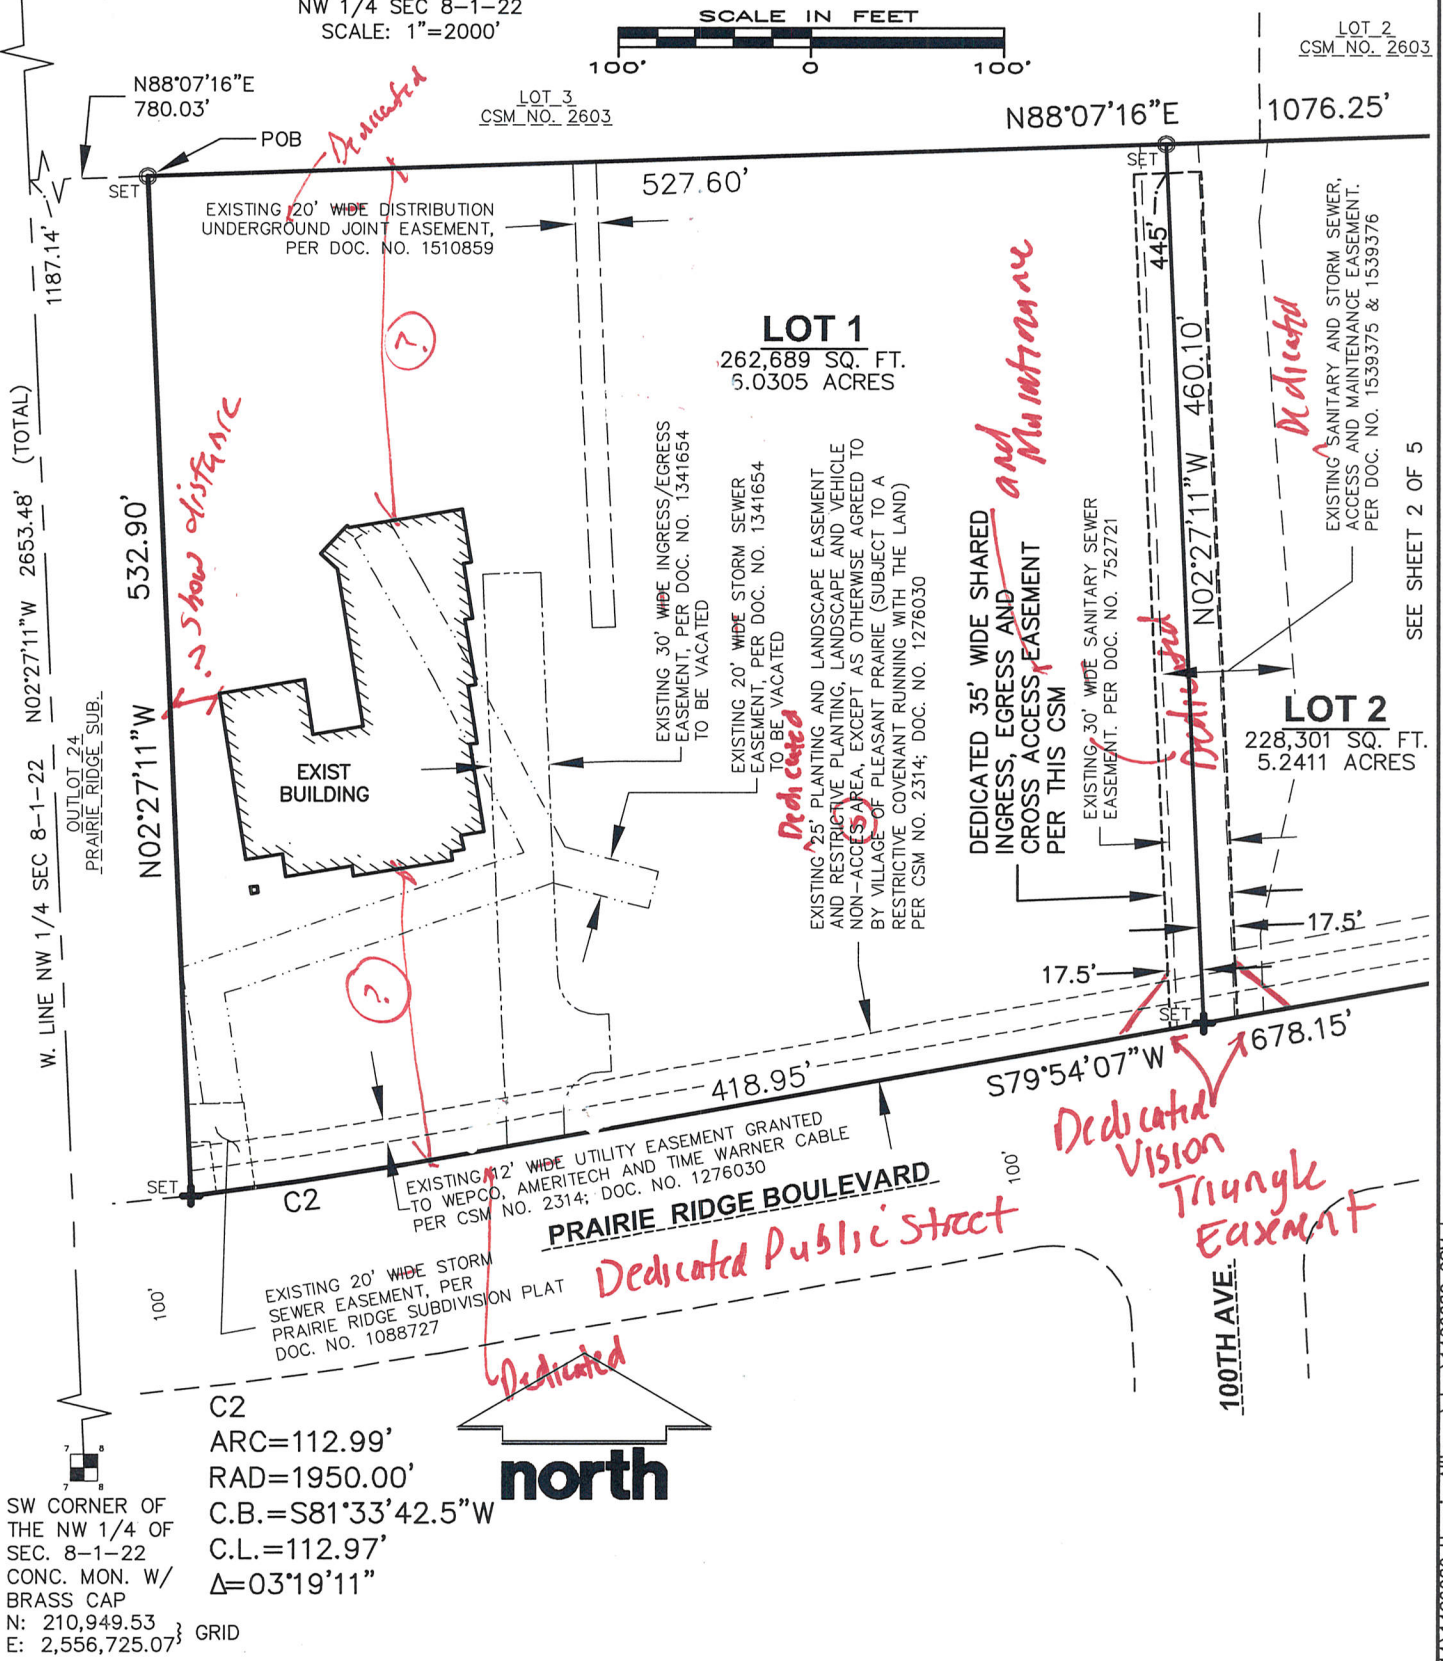 NW 1/4 SEC 8-1-22
SCALE: 1"=2000'
SCALE IN FEET
100' 0 100'
LOT 2
CSM NO. 2603
N88°07'16"E
780.03'
POB
Dedicated
LOT 3
CSM NO. 2603
N88°07'16"E
1076.25'
SET
SET
527.60'
EXISTING 20' WIDE DISTRIBUTION
UNDERGROUND JOINT EASEMENT,
PER DOC. NO. 1510859
1187.14'
445'
?
LOT 1
262,689 SQ. FT.
6.0305 ACRES
and
Maintenance
Dedicated
EXISTING SANITARY AND STORM SEWER,
ACCESS AND MAINTENANCE EASEMENT.
PER DOC. NO. 1539375 & 1539376
N02°27'11"W 460.10'
W. LINE NW 1/4 SEC 8-1-22 N02°27'11"W 2653.48' (TOTAL)
532.90'
N02°27'11"W
? Show distance
OUTLOT 24
PRAIRIE RIDGE SUB.
EXIST
BUILDING
EXISTING 30' WIDE INGRESS/EGRESS
EASEMENT, PER DOC. NO. 1341654
TO BE VACATED
EXISTING 20' WIDE STORM SEWER
EASEMENT, PER DOC. NO. 1341654
TO BE VACATED
Dedicated
EXISTING 25' PLANTING AND LANDSCAPE EASEMENT
AND RESTRICTIVE PLANTING, LANDSCAPE AND VEHICLE
NON-ACCESS AREA, EXCEPT AS OTHERWISE AGREED TO
BY VILLAGE OF PLEASANT PRAIRIE (SUBJECT TO A
RESTRICTIVE COVENANT RUNNING WITH THE LAND)
PER CSM NO. 2314; DOC. NO. 1276030
S
DEDICATED 35' WIDE SHARED
INGRESS, EGRESS AND
CROSS ACCESS EASEMENT
PER THIS CSM
EXISTING 30' WIDE SANITARY SEWER
EASEMENT. PER DOC. NO. 752721
Dedicated
SEE SHEET 2 OF 5
LOT 2
228,301 SQ. FT.
5.2411 ACRES
17.5'
17.5'
?
SET
SET
418.95'
S79°54'07"W
678.15'
C2
EXISTING 12' WIDE UTILITY EASEMENT GRANTED
TO WEPCO, AMERITECH AND TIME WARNER CABLE
PER CSM NO. 2314; DOC. NO. 1276030
PRAIRIE RIDGE BOULEVARD
Dedicated Public Street
100'
100'
Dedicated
Vision
Triangle
Easement
EXISTING 20' WIDE STORM
SEWER EASEMENT, PER
PRAIRIE RIDGE SUBDIVISION PLAT
DOC. NO. 1088727
Dedicated
100TH AVE.
north
C2
ARC=112.99'
RAD=1950.00'
C.B.=S81°33'42.5"W
C.L.=112.97'
Δ=03°19'11"
7 8
7 8
SW CORNER OF
THE NW 1/4 OF
SEC. 8-1-22
CONC. MON. W/
BRASS CAP
N: 210,949.53
E: 2,556,725.07 } GRID